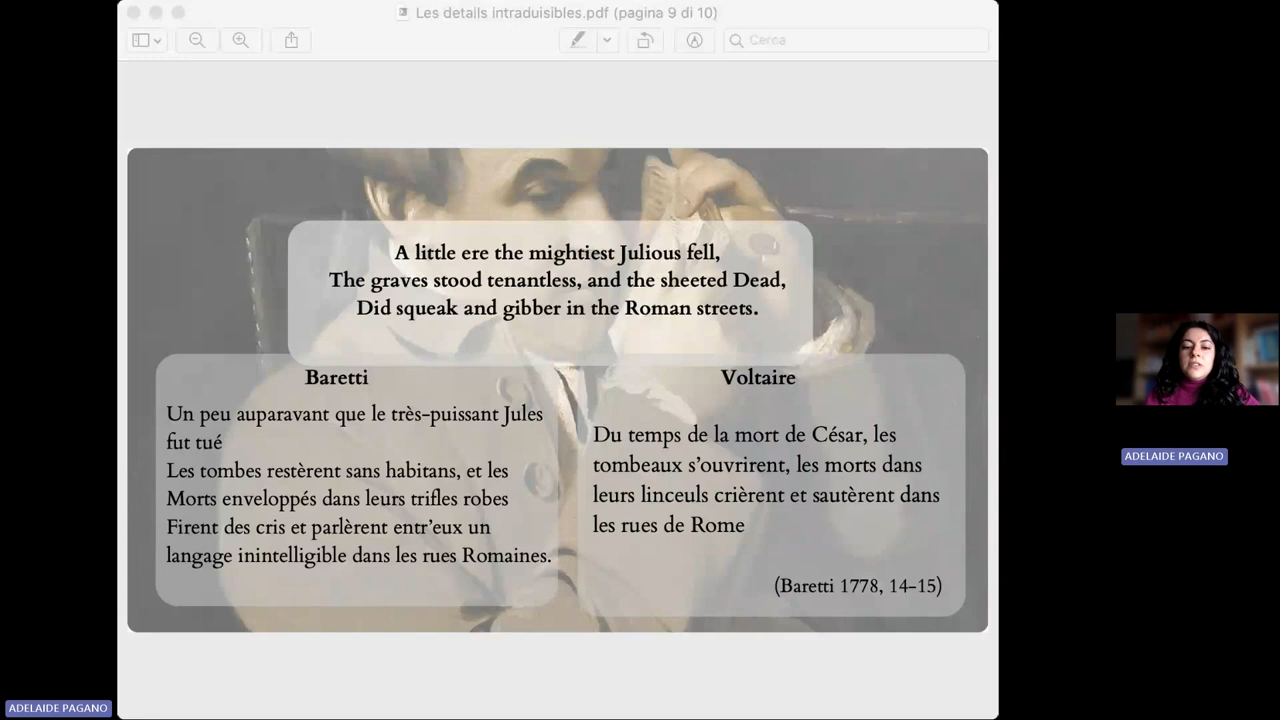 Les details intraduisibles.pdf (pagina 9 di 10)
Cerca
A little ere the mightiest Julious fell,
The graves stood tenantless, and the sheeted Dead,
Did squeak and gibber in the Roman streets.
Baretti
Un peu auparavant que le très-puissant Jules
fut tué
Les tombes restèrent sans habitans, et les
Morts enveloppés dans leurs trifles robes
Firent des cris et parlèrent entr'eux un
langage inintelligible dans les rues Romaines.
Voltaire
Du temps de la mort de César, les
tombeaux s'ouvrirent, les morts dans
leurs linceuls crièrent et sautèrent dans
les rues de Rome
(Baretti 1778, 14-15)
ADELAIDE PAGANO
ADELAIDE PAGANO